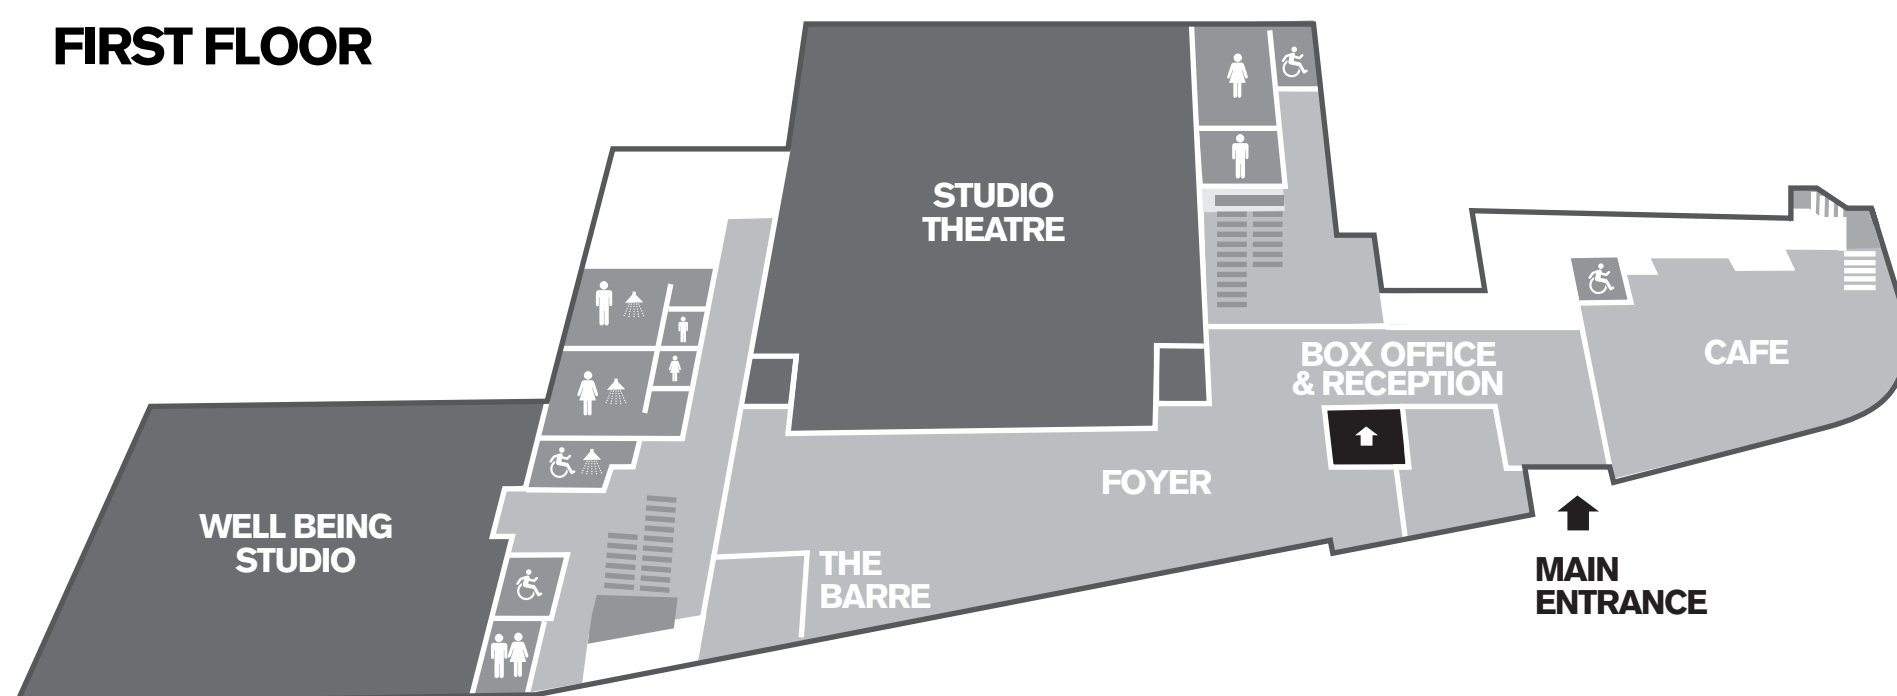 FIRST FLOOR
STUDIO
THEATRE
BOX OFFICE
& RECEPTION
CAFE
FOYER
WELL BEING
STUDIO
THE
BARRE
MAIN
ENTRANCE